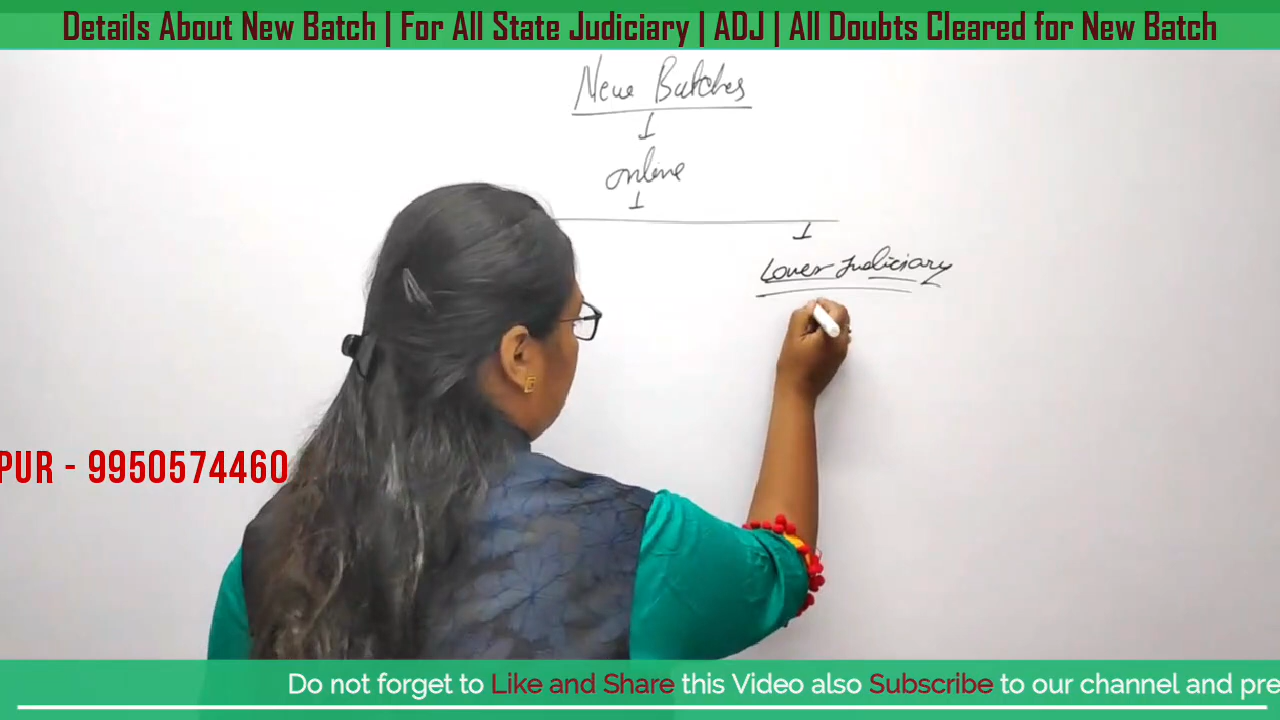 Details About New Batch | For All State Judiciary | ADJ | All Doubts Cleared for New Batch
New Batches
online
Lower Judiciary
PUR - 9950574460
Do not forget to Like and Share this Video also Subscribe to our channel and pre